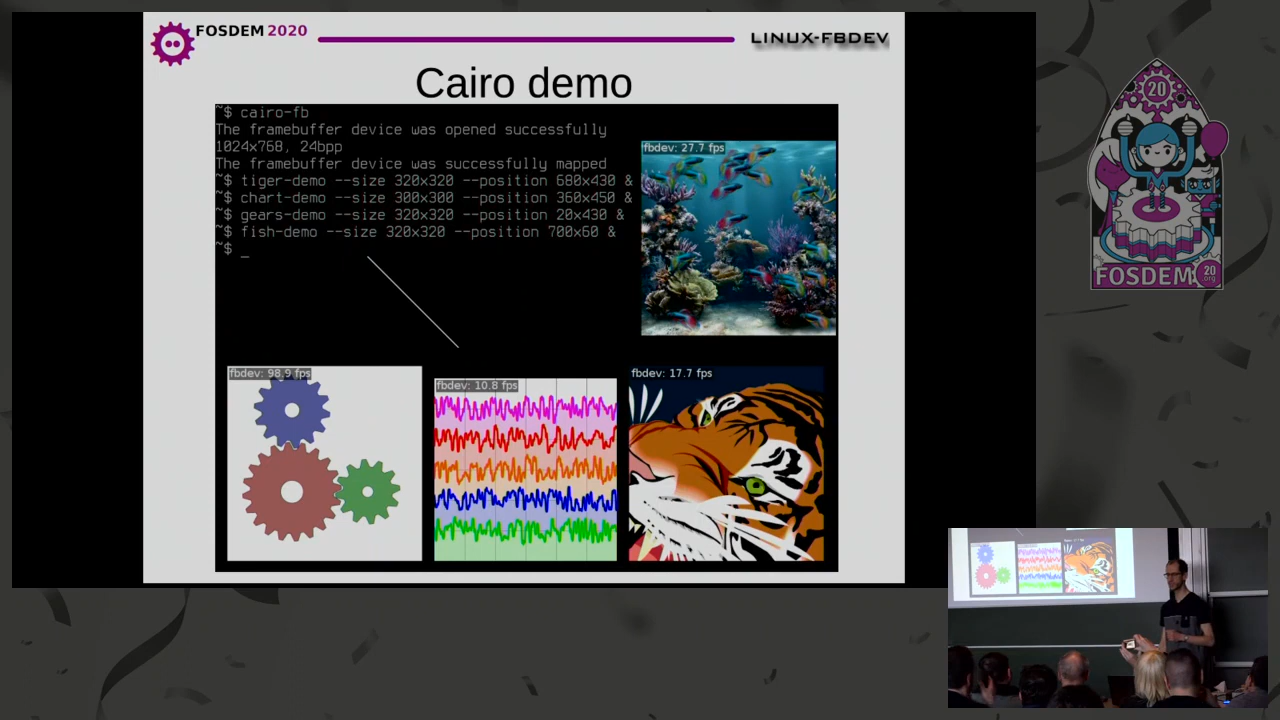 FOSDEM 2020
LINUX-FBDEV
Cairo demo
~$ cairo-fb
The framebuffer device was opened successfully
1024x768, 24bpp
The framebuffer device was successfully mapped
~$ tiger-demo --size 320x320 --position 680x430 &
~$ chart-demo --size 300x300 --position 360x450 &
~$ gears-demo --size 320x320 --position 20x430 &
~$ fish-demo --size 320x320 --position 700x60 &
~$ _
fbdev: 27.7 fps
fbdev: 98.9 fps
fbdev: 10.8 fps
fbdev: 17.7 fps
20
FOSDEM
20
.org